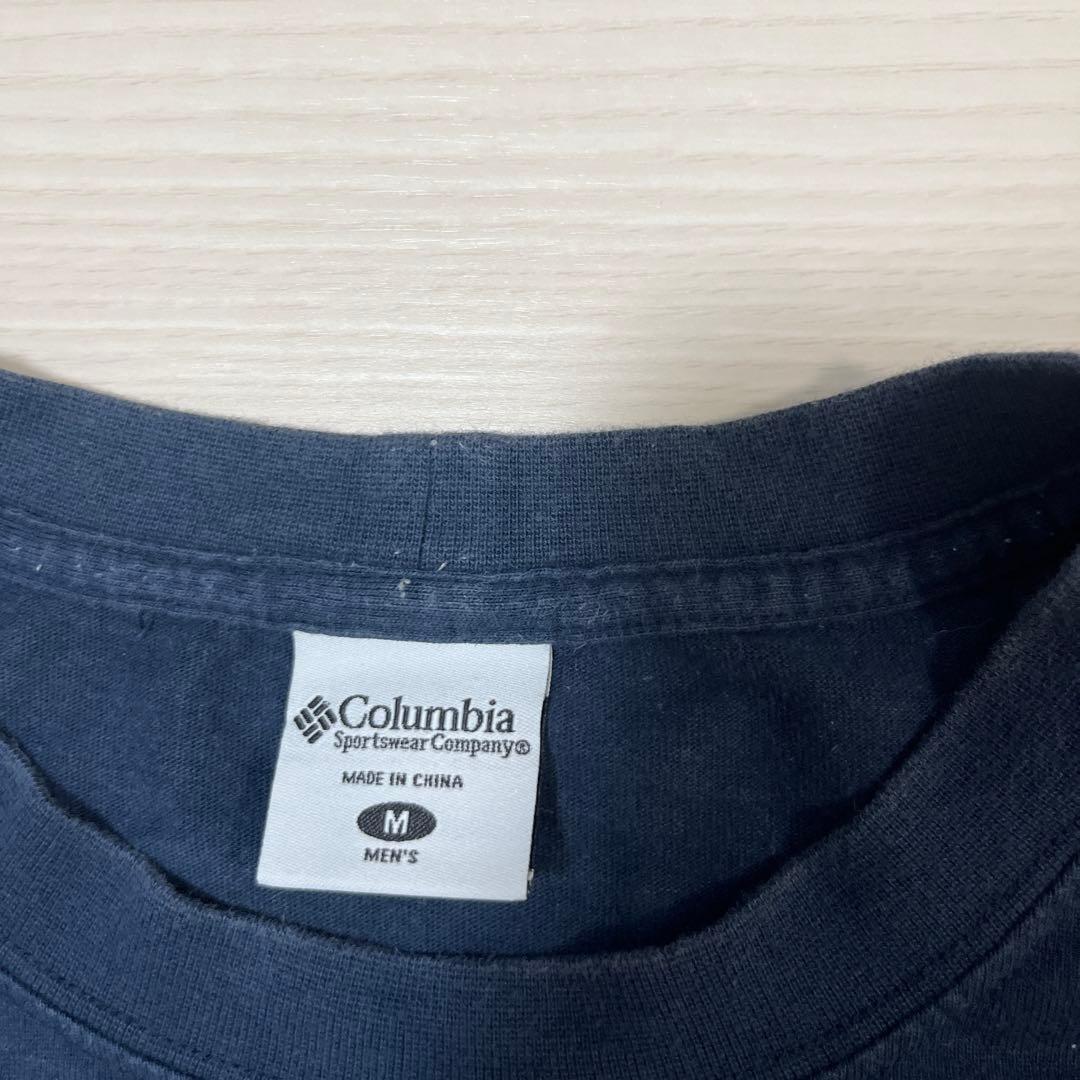 Columbia
Sportswear Company®
MADE IN CHINA
M
MEN'S